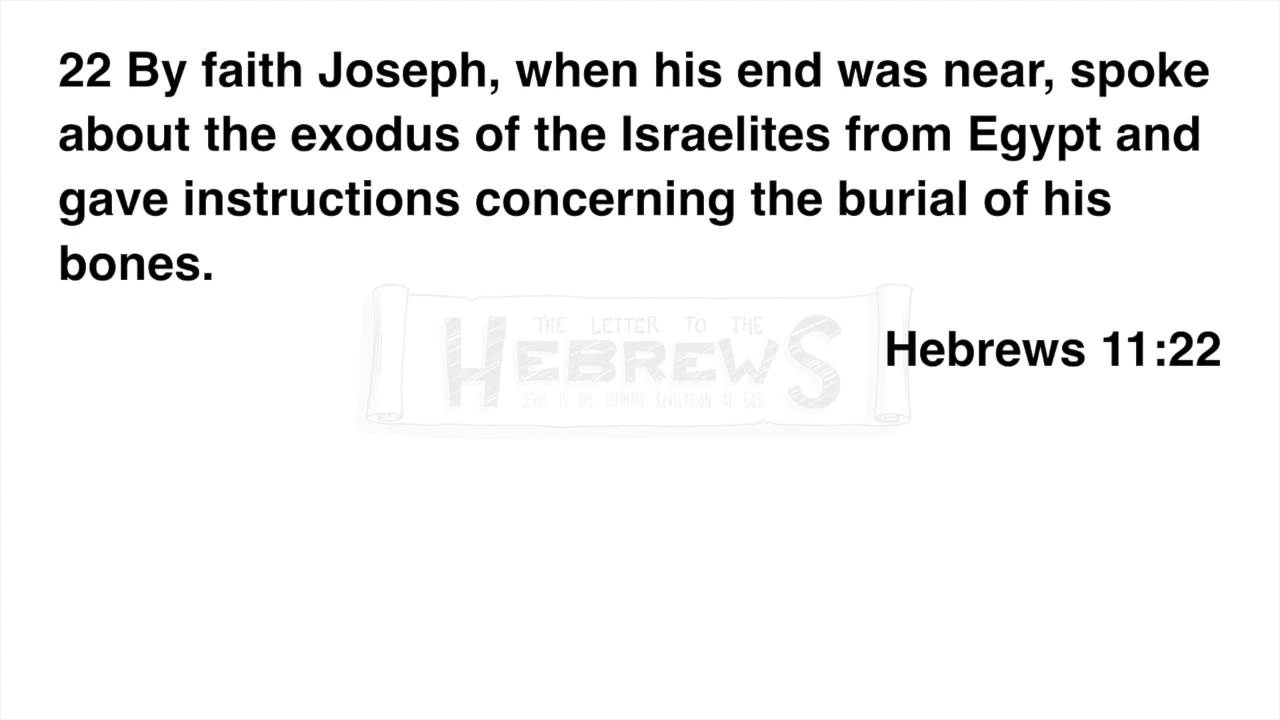 22 By faith Joseph, when his end was near, spoke
about the exodus of the Israelites from Egypt and
gave instructions concerning the burial of his
bones.
THE LETTER TO THE
HEBREWS
JESUS IS THE ULTIMATE REVELATION OF GOD
Hebrews 11:22